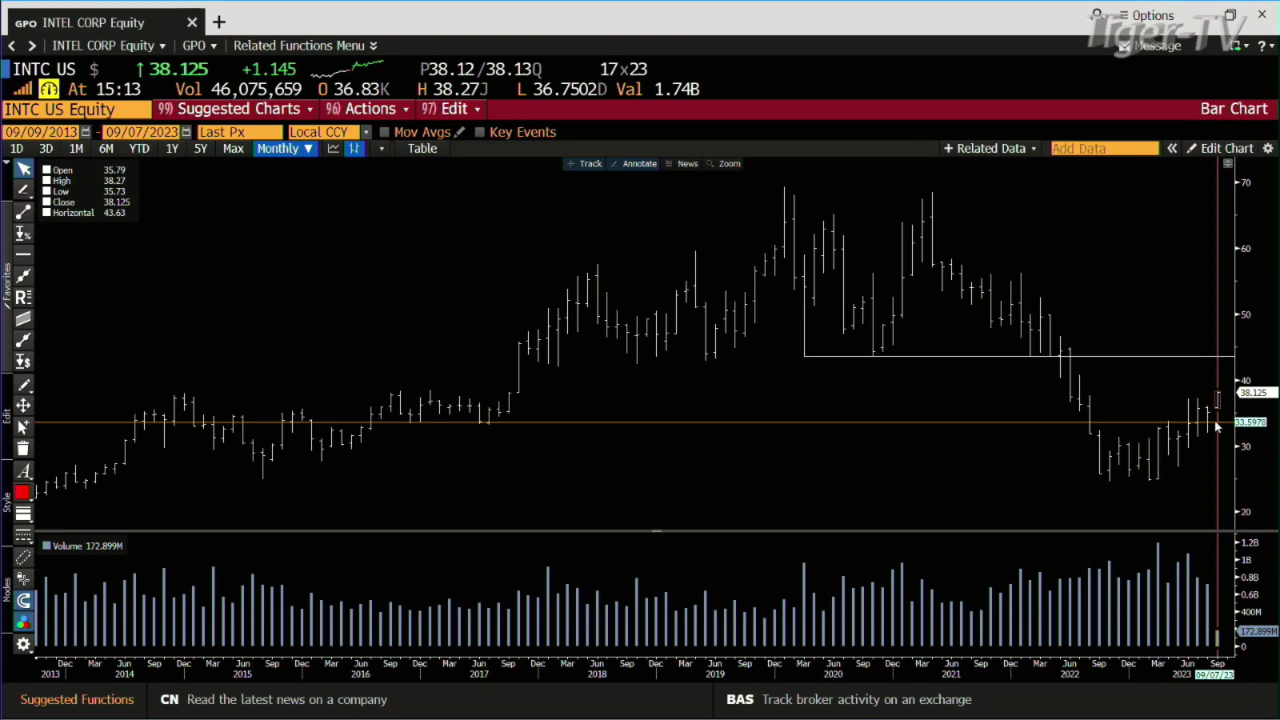 GPO INTEL CORP Equity × +
Options
Tiger-TV
INTEL CORP Equity GPO Related Functions Menu
Message
INTC US $ ↑ 38.125 +1.145 P38.12/38.13Q 17x23
At 15:13 Vol 46,075,659 O 36.83K H 38.27J L 36.7502D Val 1.74B
INTC US Equity 99) Suggested Charts 96) Actions 97) Edit Bar Chart
09/09/2013 - 09/07/2023 Last Px Local CCY Mov Avgs Key Events
1D 3D 1M 6M YTD 1Y 5Y Max Monthly ▼ Table + Related Data Add Data « Edit Chart
Track Annotate News Zoom
Open 35.79
High 38.27
Low 35.73
Close 38.125
Horizontal 43.63
70
60
50
40
38.125
33.5978
30
20
Favorites
Edit
Style
Modes
Volume 172.899M
1.2B
1B
0.8B
0.6B
400M
172.899M
0
Dec Mar Jun Sep Dec Mar Jun Sep Dec Mar Jun Sep Dec Mar Jun Sep Dec Mar Jun Sep Dec Mar Jun Sep Dec Mar Jun Sep Dec Mar Jun Sep Dec Mar Jun Sep Dec Mar Jun Sep
2013 2014 2015 2016 2017 2018 2019 2020 2021 2022 2023 09/07/23
Suggested Functions CN Read the latest news on a company BAS Track broker activity on an exchange